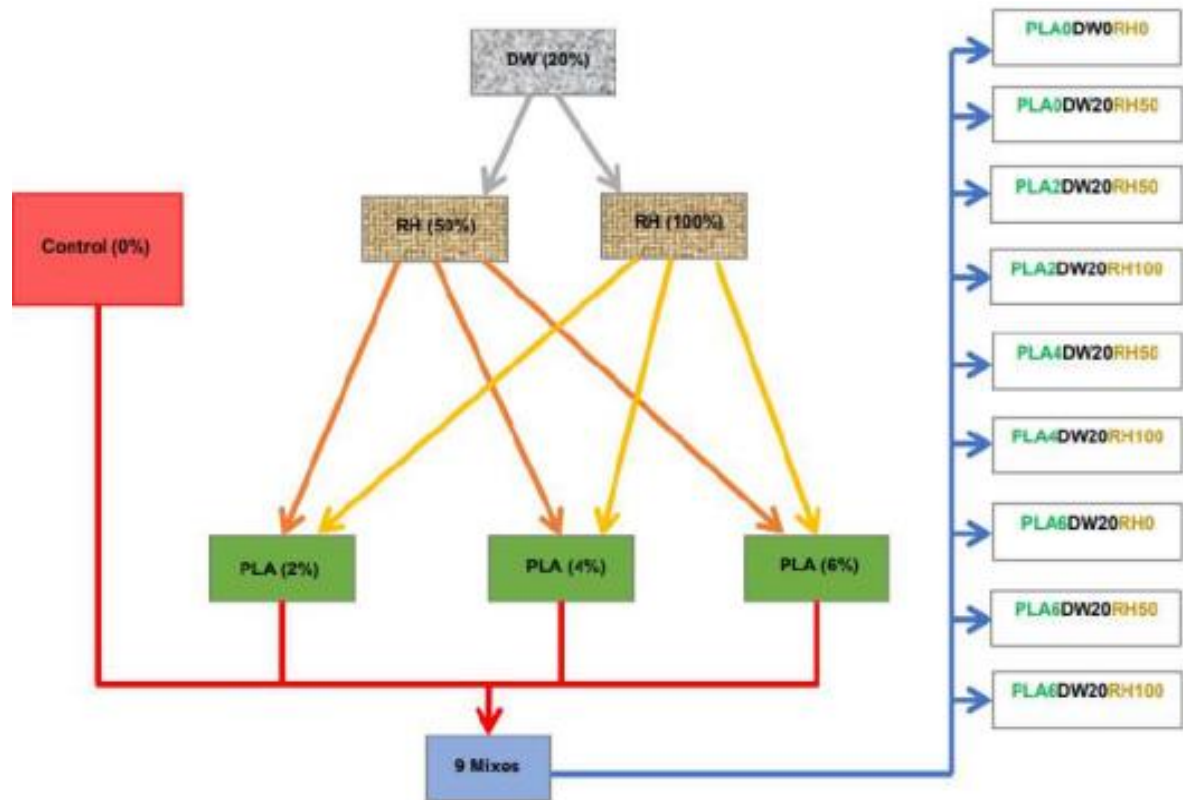 DW (20%)
RH (50%)
RH (100%)
Control (0%)
PLA (2%)
PLA (4%)
PLA (6%)
9 Mixes
PLA0DW0RH0
PLA0DW20RH50
PLA2DW20RH50
PLA2DW20RH100
PLA4DW20RH50
PLA4DW20RH100
PLA6DW20RH0
PLA6DW20RH50
PLA6DW20RH100